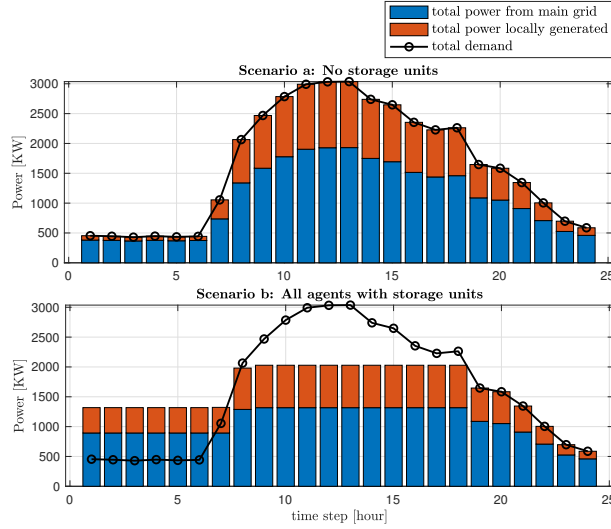 total power from main grid
total power locally generated
total demand
Scenario a: No storage units
Power [KW]
3000
2500
2000
1500
1000
500
0
0 5 10 15 20 25
Scenario b: All agents with storage units
Power [KW]
3000
2500
2000
1500
1000
500
0
0 5 10 15 20 25
time step [hour]